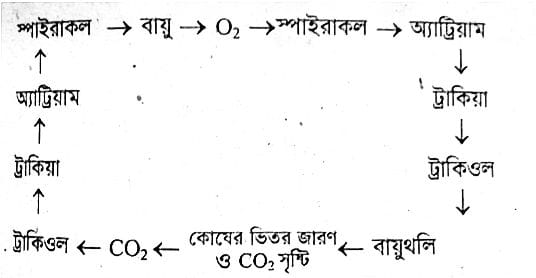 স্পাইরাকল → বায়ু → O₂ → স্পাইরাকল → অ্যাট্রিয়াম
↑ ↓
অ্যাট্রিয়াম ট্রাকিয়া
↑ ↓
ট্রাকিয়া ট্রাকিওল
↑ ↓
ট্রাকিওল ← CO₂ ← কোষের ভিতর জারণ ও CO₂ সৃষ্টি ← বায়ুথলি